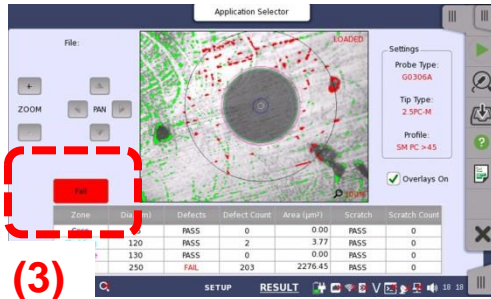 Application Selector
File:
LOADED
Settings
Probe Type:
G0306A
Tip Type:
2.5PC-M
Profile:
SM PC >45
ZOOM
PAN
Overlays On
Fail
Zone Defects Defect Count Area (µm²) Scratch Scratch Count
PASS 0 0.00 PASS 0
120 PASS 2 3.77 PASS 0
130 PASS 0 0.00 PASS 0
250 FAIL 203 2276.45 PASS 0
(3)
SETUP RESULT
18 18